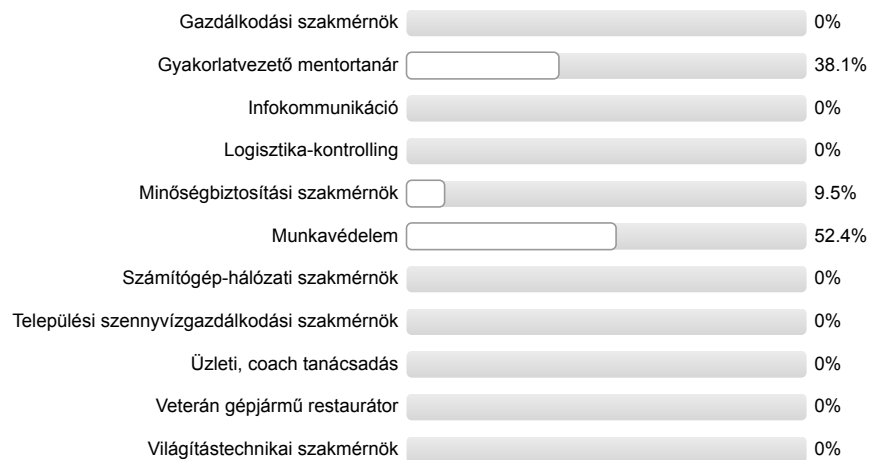 Gazdálkodási szakmérnök 0%
Gyakorlatvezető mentortanár 38.1%
Infokommunikáció 0%
Logisztika-kontrolling 0%
Minőségbiztosítási szakmérnök 9.5%
Munkavédelem 52.4%
Számítógép-hálózati szakmérnök 0%
Települési szennyvízgazdálkodási szakmérnök 0%
Üzleti, coach tanácsadás 0%
Veterán gépjármű restaurátor 0%
Világítástechnikai szakmérnök 0%